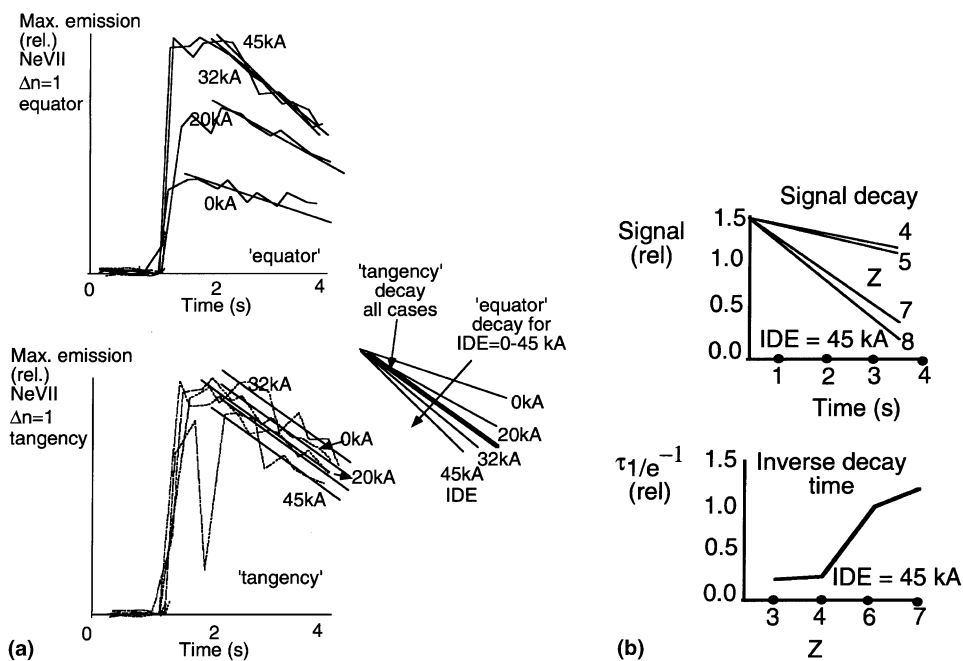 Max. emission
(rel.)
NeVII
Δn=1
equator
45kA
32kA
20kA
0kA
'equator'
0
2
4
Time (s)
Max. emission
(rel.)
NeVII
Δn=1
tangency
32kA
0kA
20kA
45kA
'tangency'
0
2
4
Time (s)
(a)
'tangency'
decay
all cases
'equator'
decay for
IDE=0-45 kA
0kA
20kA
32kA
45kA
IDE
Signal decay
Signal
(rel)
1.5
1.0
0.5
0.0
4
5
Z
7
8
IDE = 45 kA
1 2 3 4
Time (s)
τ1/e⁻¹
(rel)
Inverse decay
time
1.5
1.0
0.5
0.0
IDE = 45 kA
3 4 6 7
Z
(b)